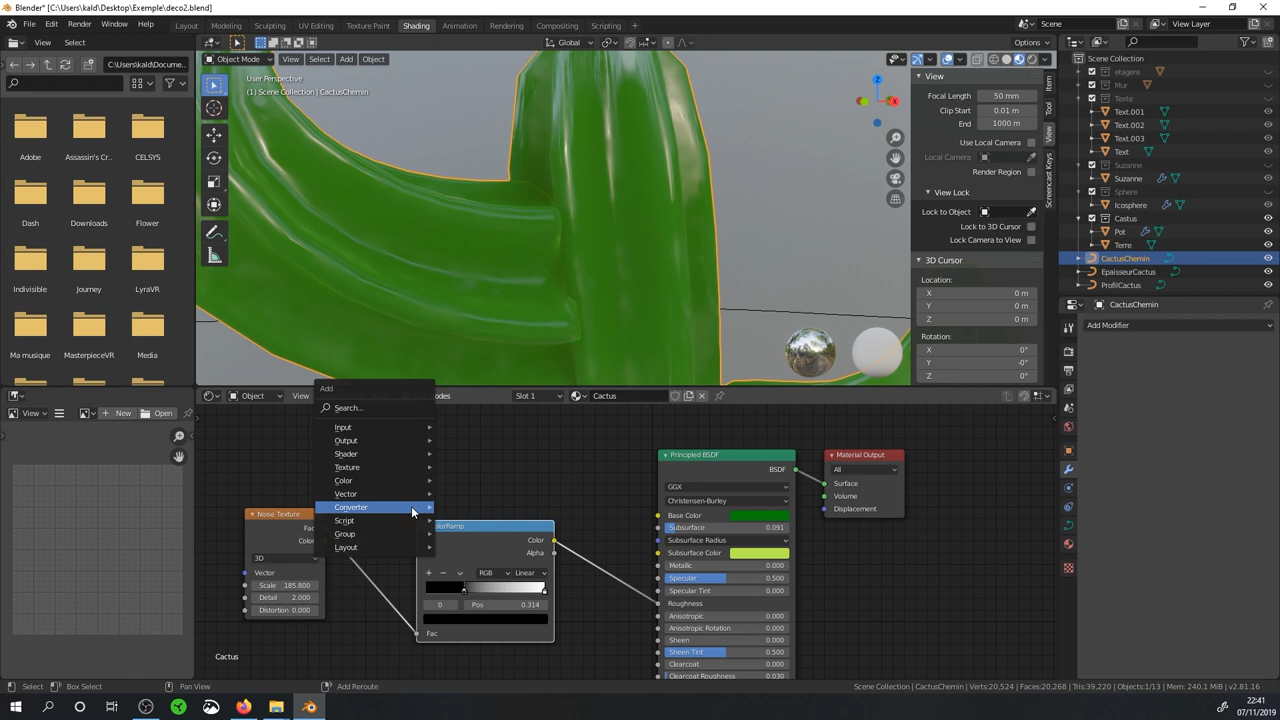 Blender* [C:\Users\kald\Desktop\Exemple\deco2.blend]
File Edit Render Window Help Layout Modeling Sculpting UV Editing Texture Paint Shading Animation Rendering Compositing Scripting + Scene View Layer
View Select Global Options
C:\Users\kald\Docume...
Object Mode View Select Add Object
User Perspective
(1) Scene Collection | CactusChemin
Adobe Assassin's Cr... CELSYS
Dash Downloads Flower
Indivisible Journey LyraVR
Ma musique MasterpieceVR Media
View
Focal Length 50 mm
Clip Start 0.01 m
End 1000 m
Use Local Camera
Local Camera
Render Region
View Lock
Lock to Object
Lock to 3D Cursor
Lock Camera to View
3D Cursor
Location:
X 0 m
Y 0 m
Z 0 m
Rotation:
X 0°
Y -0°
Z 0°
Item
Tool
View
Screencast Keys
Scene Collection
etagere
Mur
Texte
Text.001
Text.002
Text.003
Text
Suzanne
Suzanne
Sphere
Icosphere
Castus
Pot
Terre
CactusChemin
EpaisseurCactus
ProfilCactus
CactusChemin
Add Modifier
View New Open
Object View Slot 1 Cactus
Add
Search...
Input
Output
Shader
Texture
Color
Vector
Converter
Script
Group
Layout
Noise Texture
Color
3D
Vector
Scale 185.800
Detail 2.000
Distortion 0.000
Color
Alpha
RGB Linear
0 Pos 0.314
Fac
Principled BSDF
BSDF
GGX
Christensen-Burley
Base Color
Subsurface 0.091
Subsurface Radius
Subsurface Color
Metallic 0.000
Specular 0.500
Specular Tint 0.000
Roughness
Anisotropic 0.000
Anisotropic Rotation 0.000
Sheen 0.000
Sheen Tint 0.500
Clearcoat 0.000
Clearcoat Roughness 0.030
Material Output
All
Surface
Volume
Displacement
Cactus
Select Box Select Pan View Add Reroute Scene Collection | CactusChemin | Verts:20,524 | Faces:20,268 | Tris:39,220 | Objects:1/13 | Mem: 240.1 MiB | v2.81.16
22:41
07/11/2019